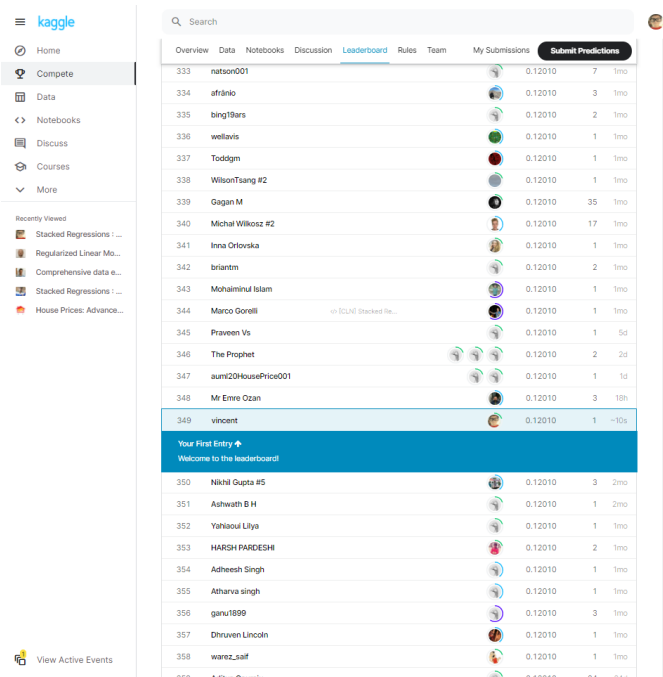 kaggle
Search
Home
Compete
Data
Notebooks
Discuss
Courses
More
Recently Viewed
Stacked Regressions : ...
Regularized Linear Mo...
Comprehensive data e...
Stacked Regressions : ...
House Prices: Advance...
1
View Active Events
Overview Data Notebooks Discussion Leaderboard Rules Team My Submissions Submit Predictions
333 natson001 0.12010 7 1mo
334 afrânio 0.12010 3 1mo
335 bing19ars 0.12010 2 1mo
336 wellavis 0.12010 1 1mo
337 Toddgm 0.12010 1 1mo
338 WilsonTsang #2 0.12010 1 1mo
339 Gagan M 0.12010 35 1mo
340 Michał Wilkosz #2 0.12010 17 1mo
341 Inna Orlovska 0.12010 1 1mo
342 briantm 0.12010 2 1mo
343 Mohaiminul Islam 0.12010 1 1mo
344 Marco Gorelli <> [CLN] Stacked Re... 0.12010 1 1mo
345 Praveen Vs 0.12010 1 5d
346 The Prophet 0.12010 2 2d
347 auml20HousePrice001 0.12010 1 1d
348 Mr Emre Ozan 0.12010 3 18h
349 vincent 0.12010 1 ~10s
Your First Entry
Welcome to the leaderboard!
350 Nikhil Gupta #5 0.12010 3 2mo
351 Ashwath B H 0.12010 1 2mo
352 Yahiaoui Lilya 0.12010 1 1mo
353 HARSH PARDESHI 0.12010 2 1mo
354 Adheesh Singh 0.12010 1 1mo
355 Atharva singh 0.12010 1 1mo
356 ganu1899 0.12010 3 1mo
357 Dhruven Lincoln 0.12010 1 1mo
358 warez_saif 0.12010 1 1mo